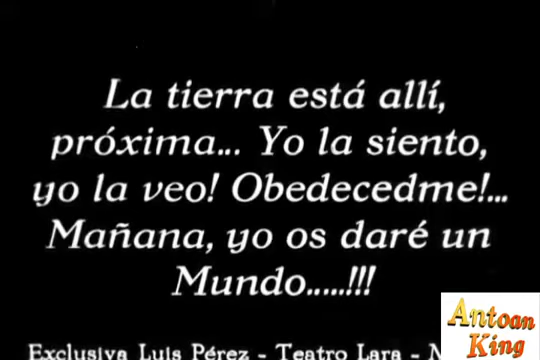 La tierra está allí,
próxima... Yo la siento,
yo la veo! Obedecedme!...
Mañana, yo os daré un
Mundo.....!!!
Exclusiva Luis Pérez - Teatro Lara -
Antoan
King